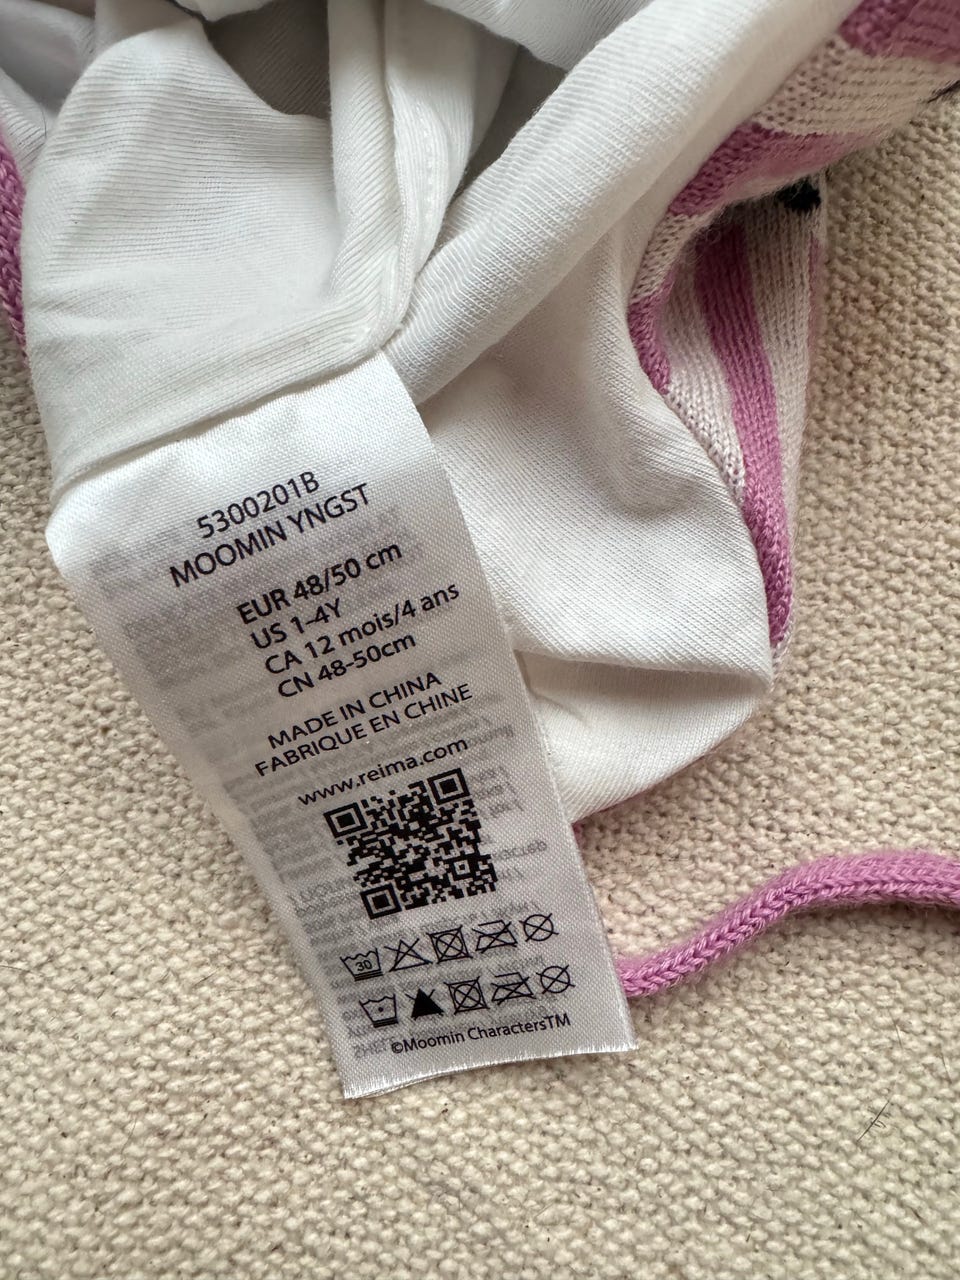 5300201B
MOOMIN YNGST
EUR 48/50 cm
US 1-4Y
CA 12 mois/4 ans
CN 48-50cm
MADE IN CHINA
FABRIQUE EN CHINE
www.reima.com
30
©Moomin CharactersTM